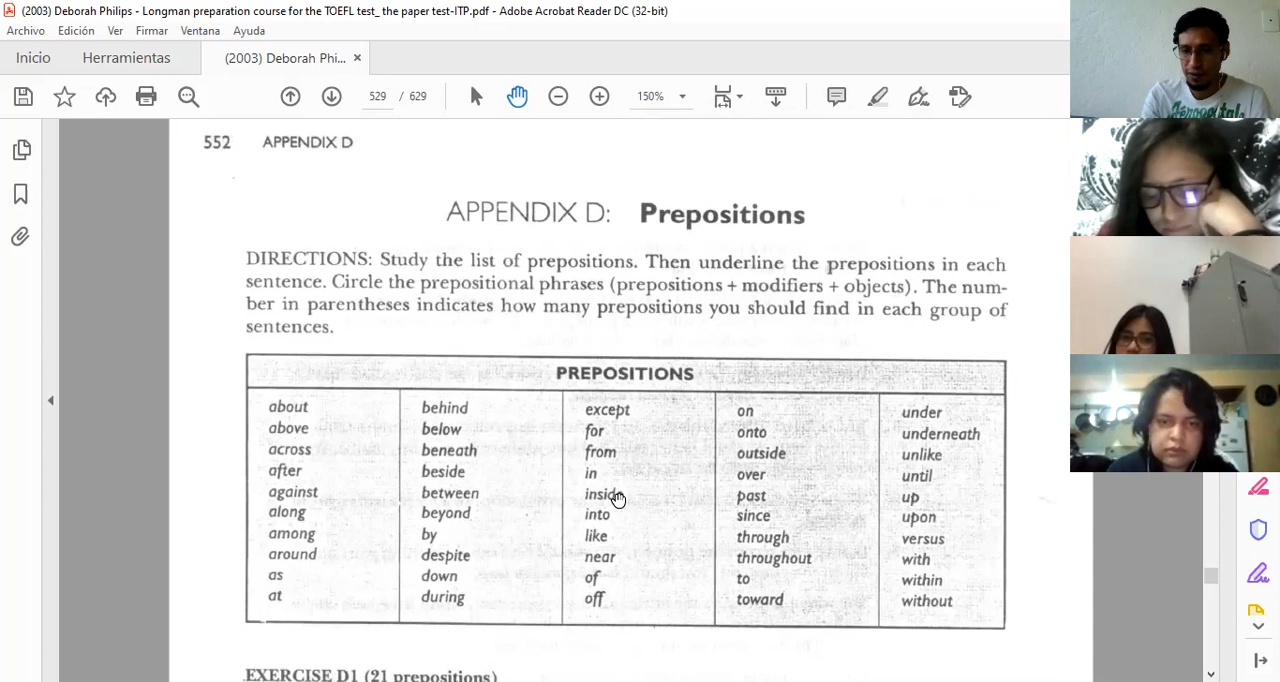 (2003) Deborah Philips - Longman preparation course for the TOEFL test_ the paper test-ITP.pdf - Adobe Acrobat Reader DC (32-bit)
Archivo Edición Ver Firmar Ventana Ayuda
Inicio Herramientas (2003) Deborah Phi... ×
529 / 629 150%
552 APPENDIX D
APPENDIX D: Prepositions
DIRECTIONS: Study the list of prepositions. Then underline the prepositions in each
sentence. Circle the prepositional phrases (prepositions + modifiers + objects). The num-
ber in parentheses indicates how many prepositions you should find in each group of
sentences.
PREPOSITIONS
about behind except on under
above below for onto underneath
across beneath from outside unlike
after beside in over until
against between inside past up
along beyond into since upon
among by like through versus
around despite near throughout with
as down of to within
at during off toward without
EXERCISE D1 (21 prepositions)